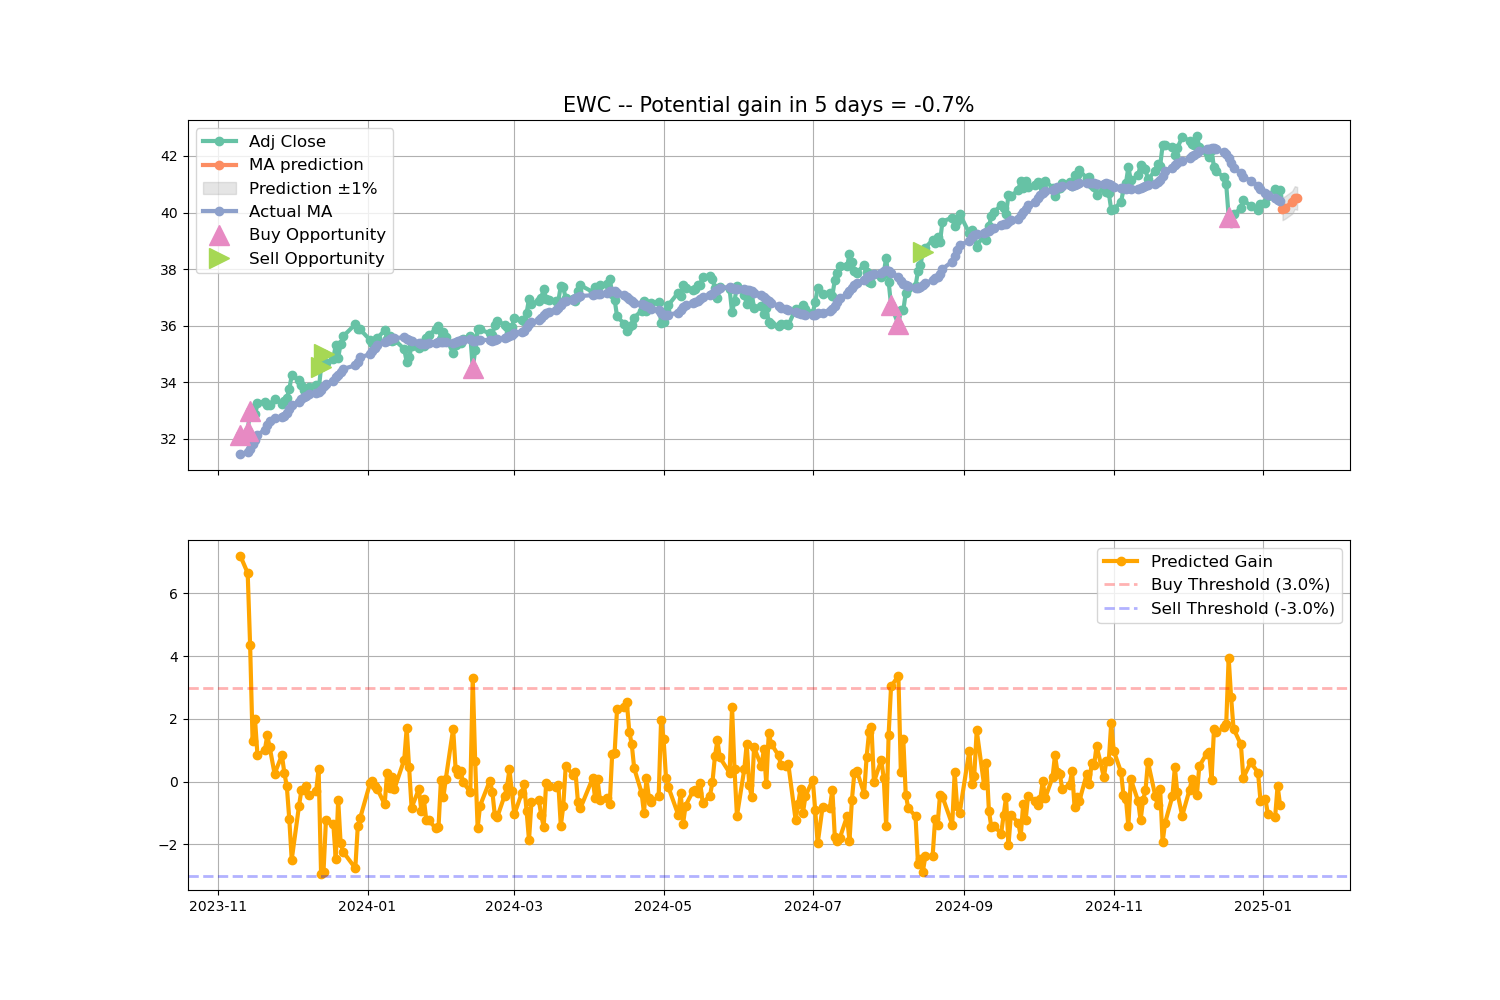 EWC -- Potential gain in 5 days = -0.7%
Adj Close
MA prediction
Prediction ±1%
Actual MA
Buy Opportunity
Sell Opportunity
42
40
38
36
34
32
Predicted Gain
Buy Threshold (3.0%)
Sell Threshold (-3.0%)
6
4
2
0
−2
2023-11 2024-01 2024-03 2024-05 2024-07 2024-09 2024-11 2025-01